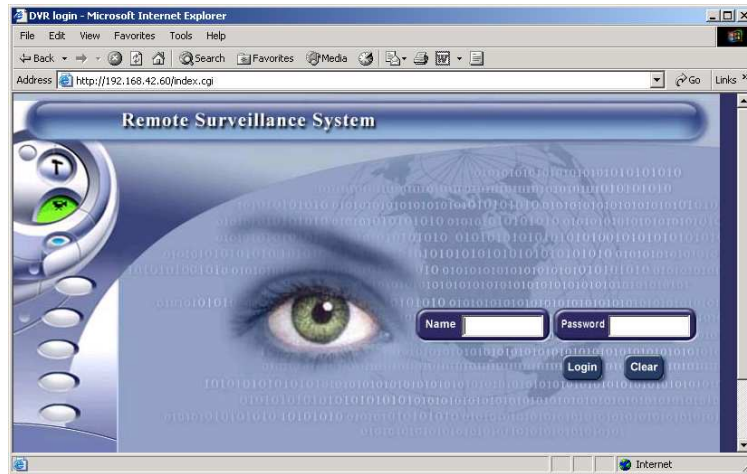 DVR login - Microsoft Internet Explorer
File Edit View Favorites Tools Help
Back Search Favorites Media
Address http://192.168.42.60/index.cgi Go Links »
Remote Surveillance System
Name Password
Login Clear
Internet